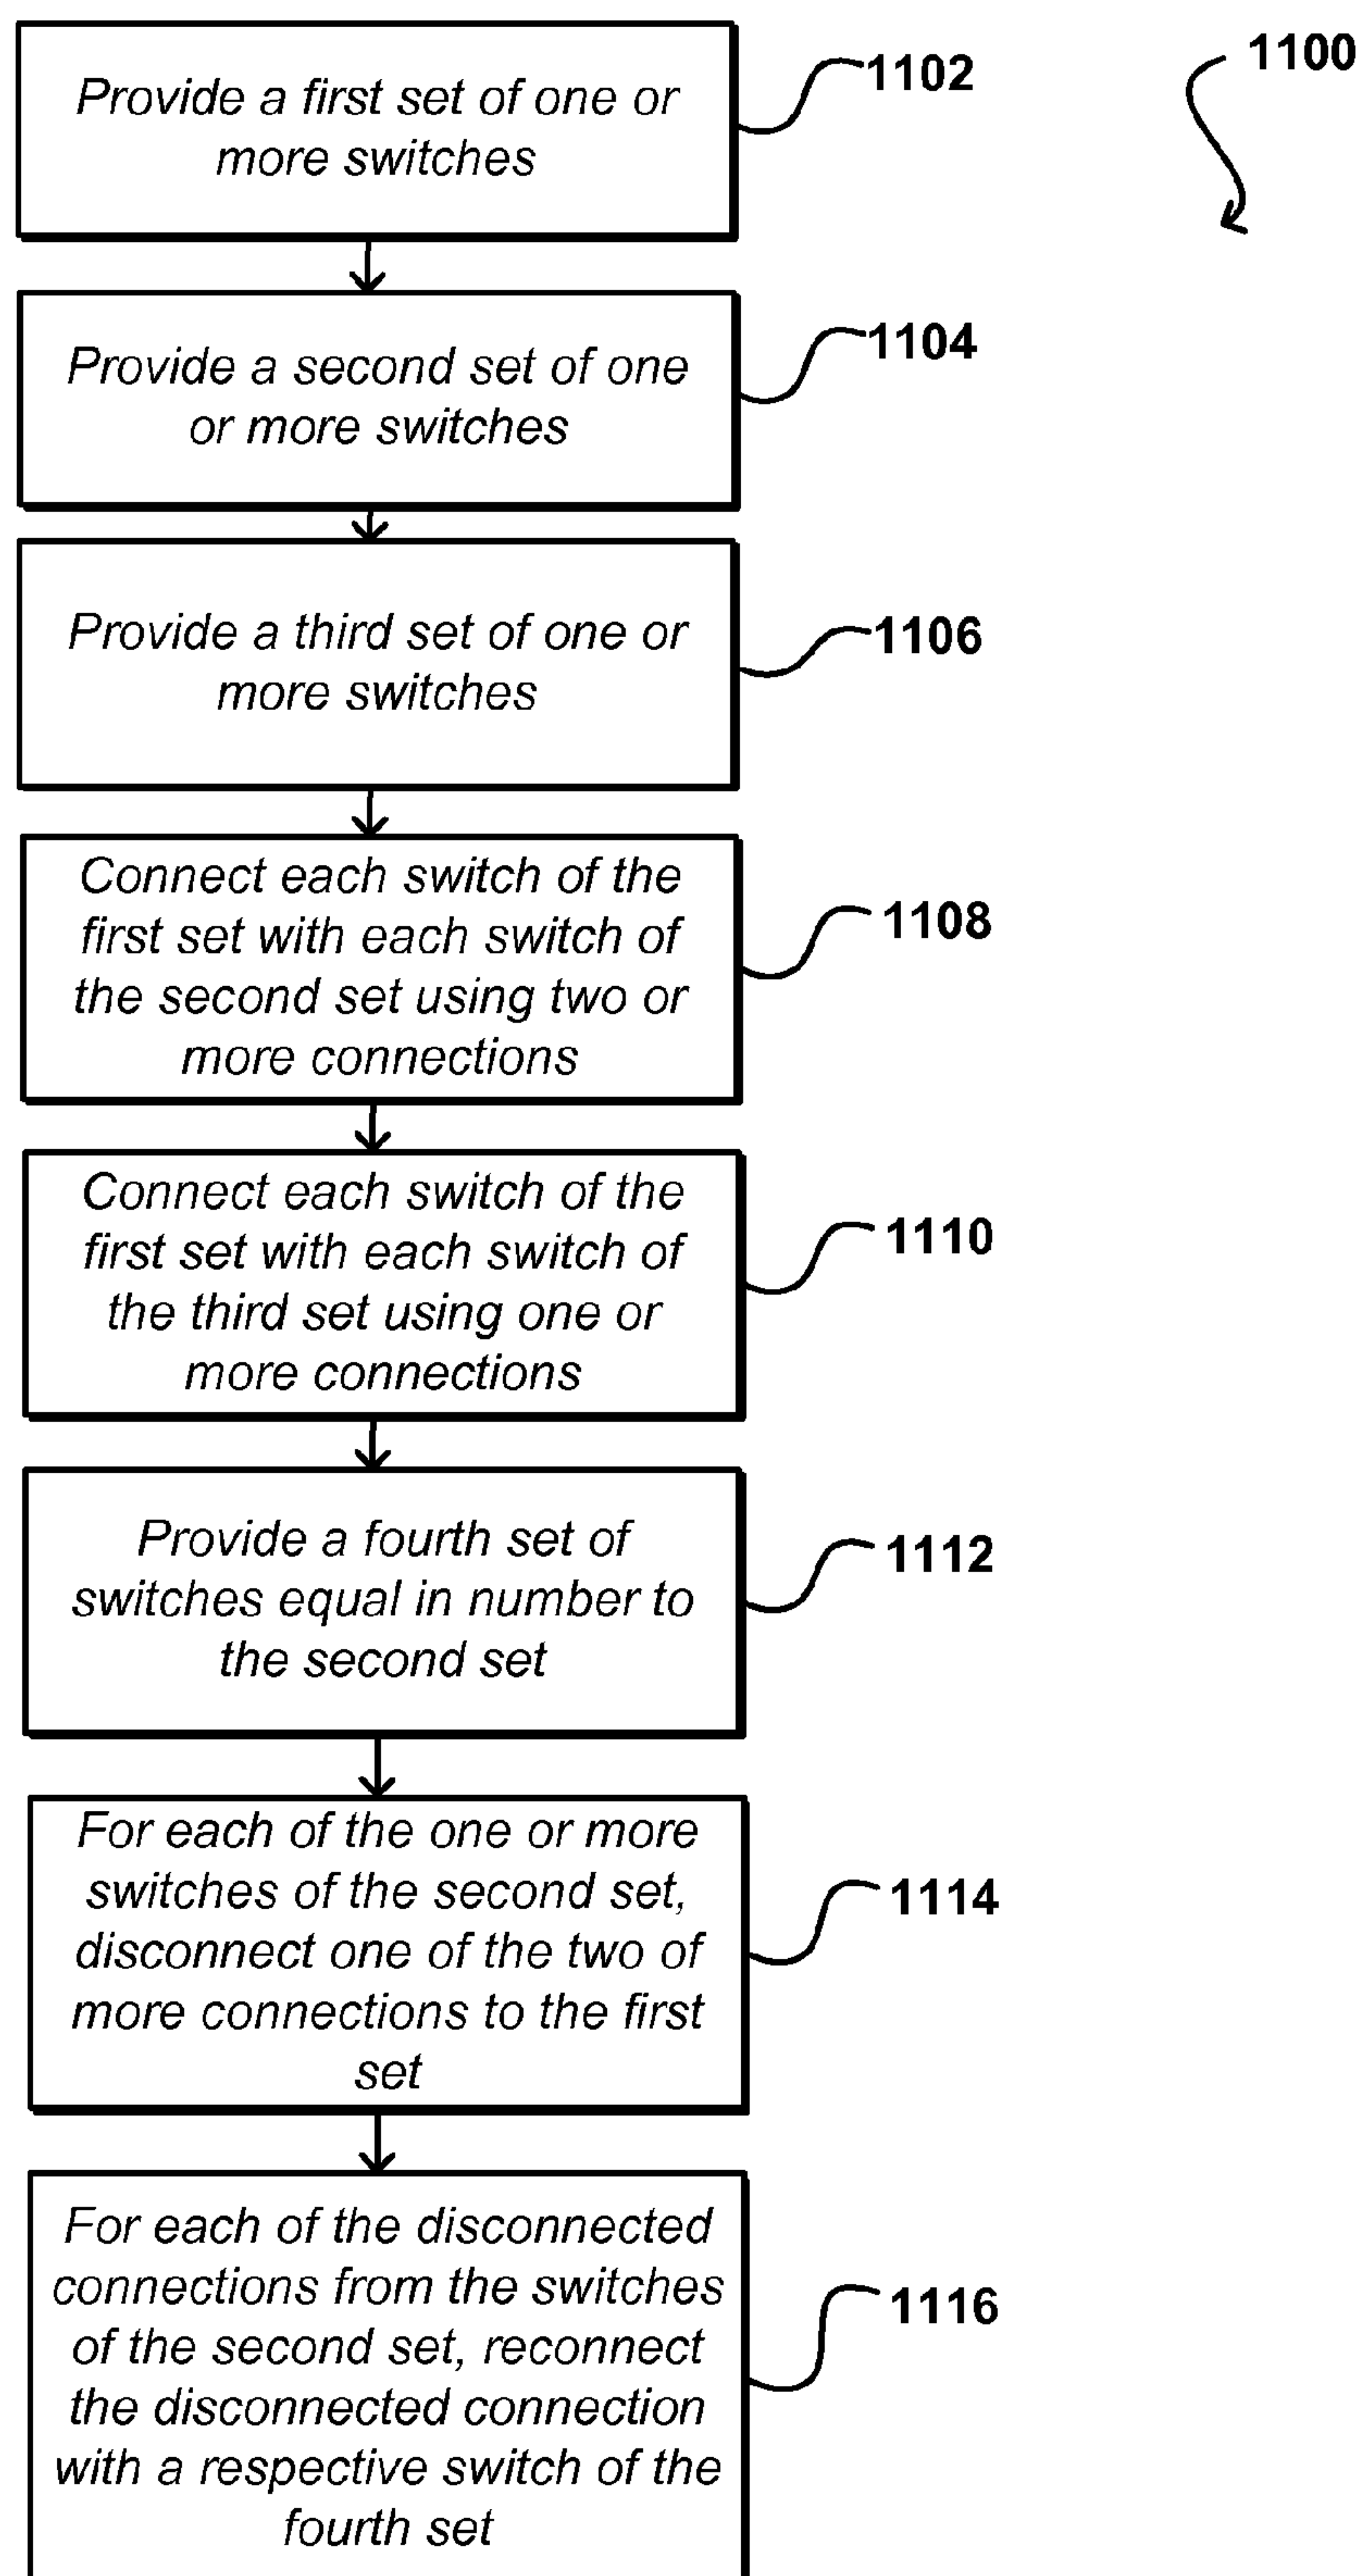 1100
Provide a first set of one or
more switches
1102
Provide a second set of one
or more switches
1104
Provide a third set of one or
more switches
1106
Connect each switch of the
first set with each switch of
the second set using two or
more connections
1108
Connect each switch of the
first set with each switch of
the third set using one or
more connections
1110
Provide a fourth set of
switches equal in number to
the second set
1112
For each of the one or more
switches of the second set,
disconnect one of the two of
more connections to the first
set
1114
For each of the disconnected
connections from the switches
of the second set, reconnect
the disconnected connection
with a respective switch of the
fourth set
1116